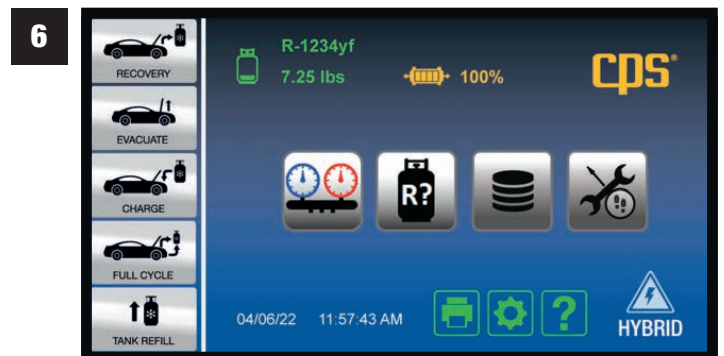 6
RECOVERY
EVACUATE
CHARGE
FULL CYCLE
TANK REFILL
R-1234yf
7.25 lbs
100%
cps®
R?
04/06/22 11:57:43 AM
?
HYBRID